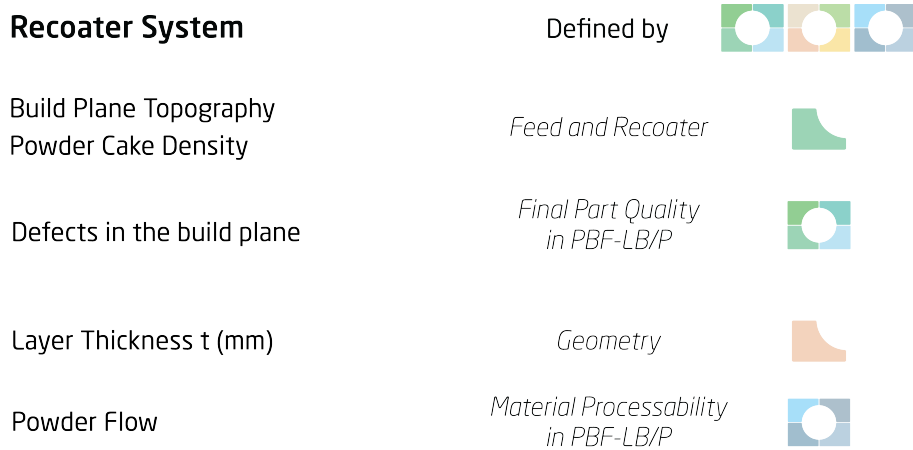 Recoater System
Defined by
Build Plane Topography
Powder Cake Density
Feed and Recoater
Defects in the build plane
Final Part Quality
in PBF-LB/P
Layer Thickness t (mm)
Geometry
Powder Flow
Material Processability
in PBF-LB/P